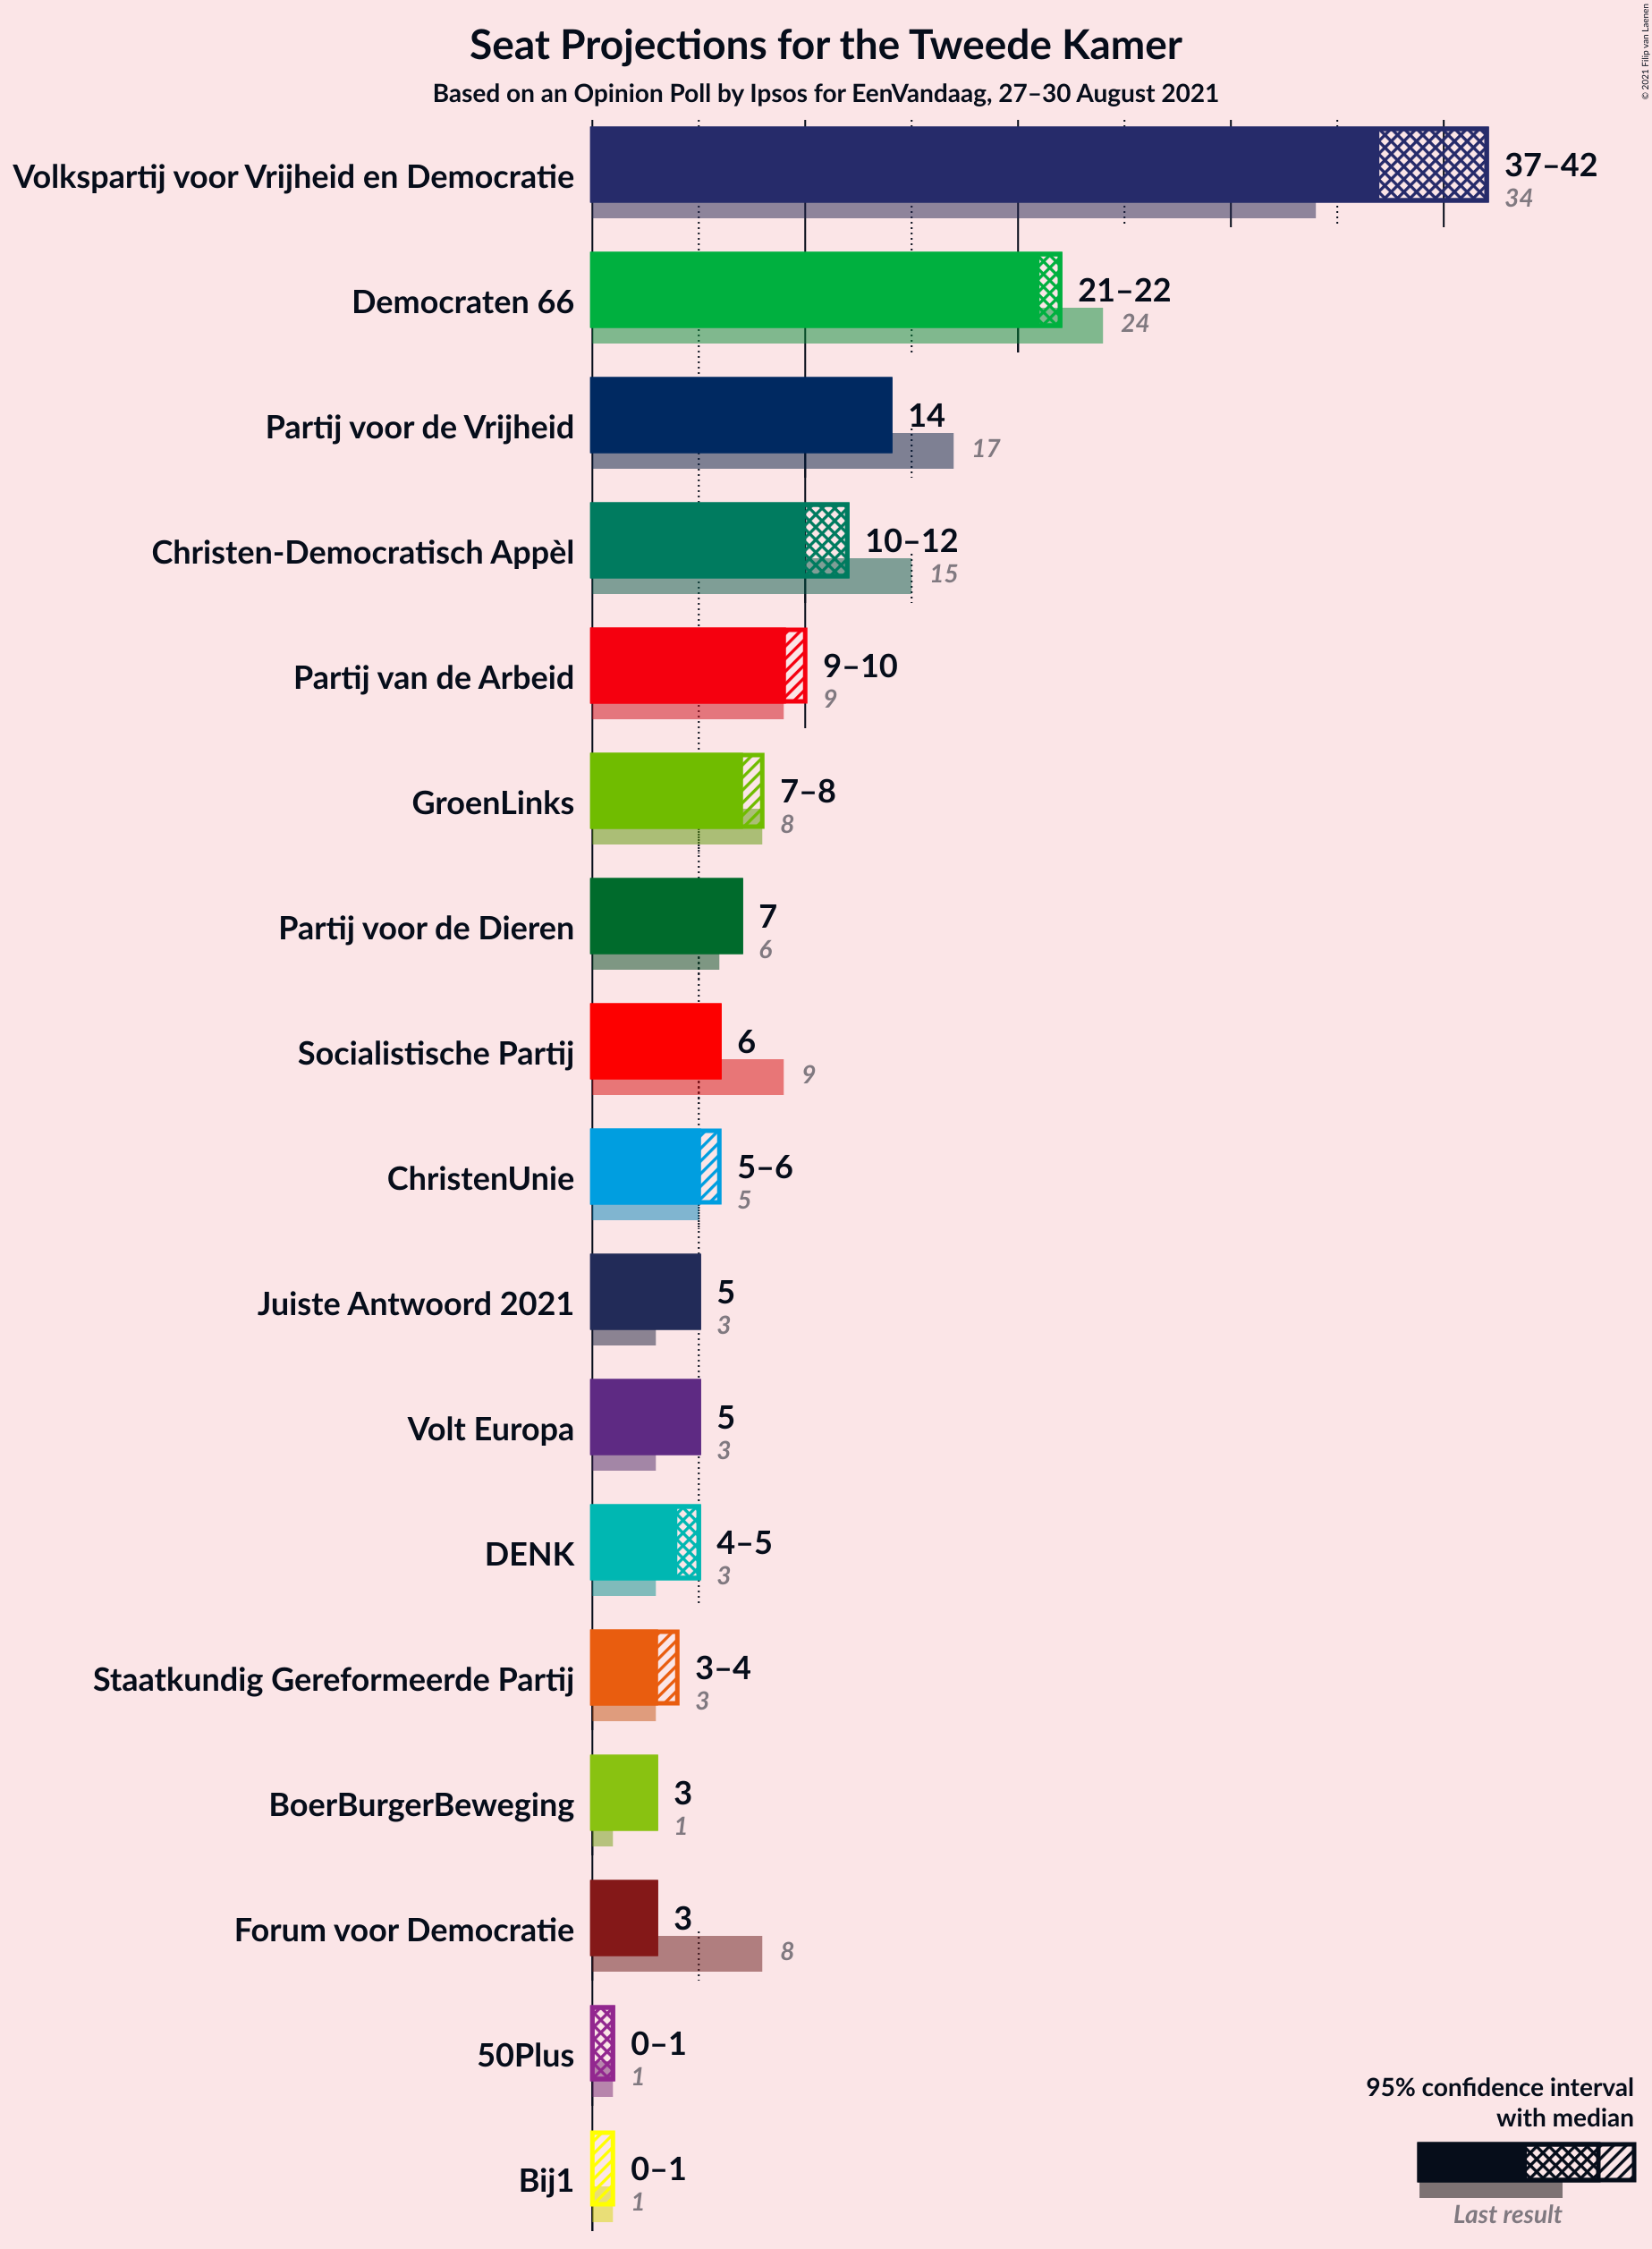 © 2021 Filip van Laenen
Seat Projections for the Tweede Kamer
Based on an Opinion Poll by Ipsos for EenVandaag, 27–30 August 2021
Volkspartij voor Vrijheid en Democratie
37–42
34
Democraten 66
21–22
24
Partij voor de Vrijheid
14
17
Christen-Democratisch Appèl
10–12
15
Partij van de Arbeid
9–10
9
GroenLinks
7–8
8
Partij voor de Dieren
7
6
Socialistische Partij
6
9
ChristenUnie
5–6
5
Juiste Antwoord 2021
5
3
Volt Europa
5
3
DENK
4–5
3
Staatkundig Gereformeerde Partij
3–4
3
BoerBurgerBeweging
3
1
Forum voor Democratie
3
8
50Plus
0–1
1
Bij1
0–1
1
95% confidence interval
with median
Last result